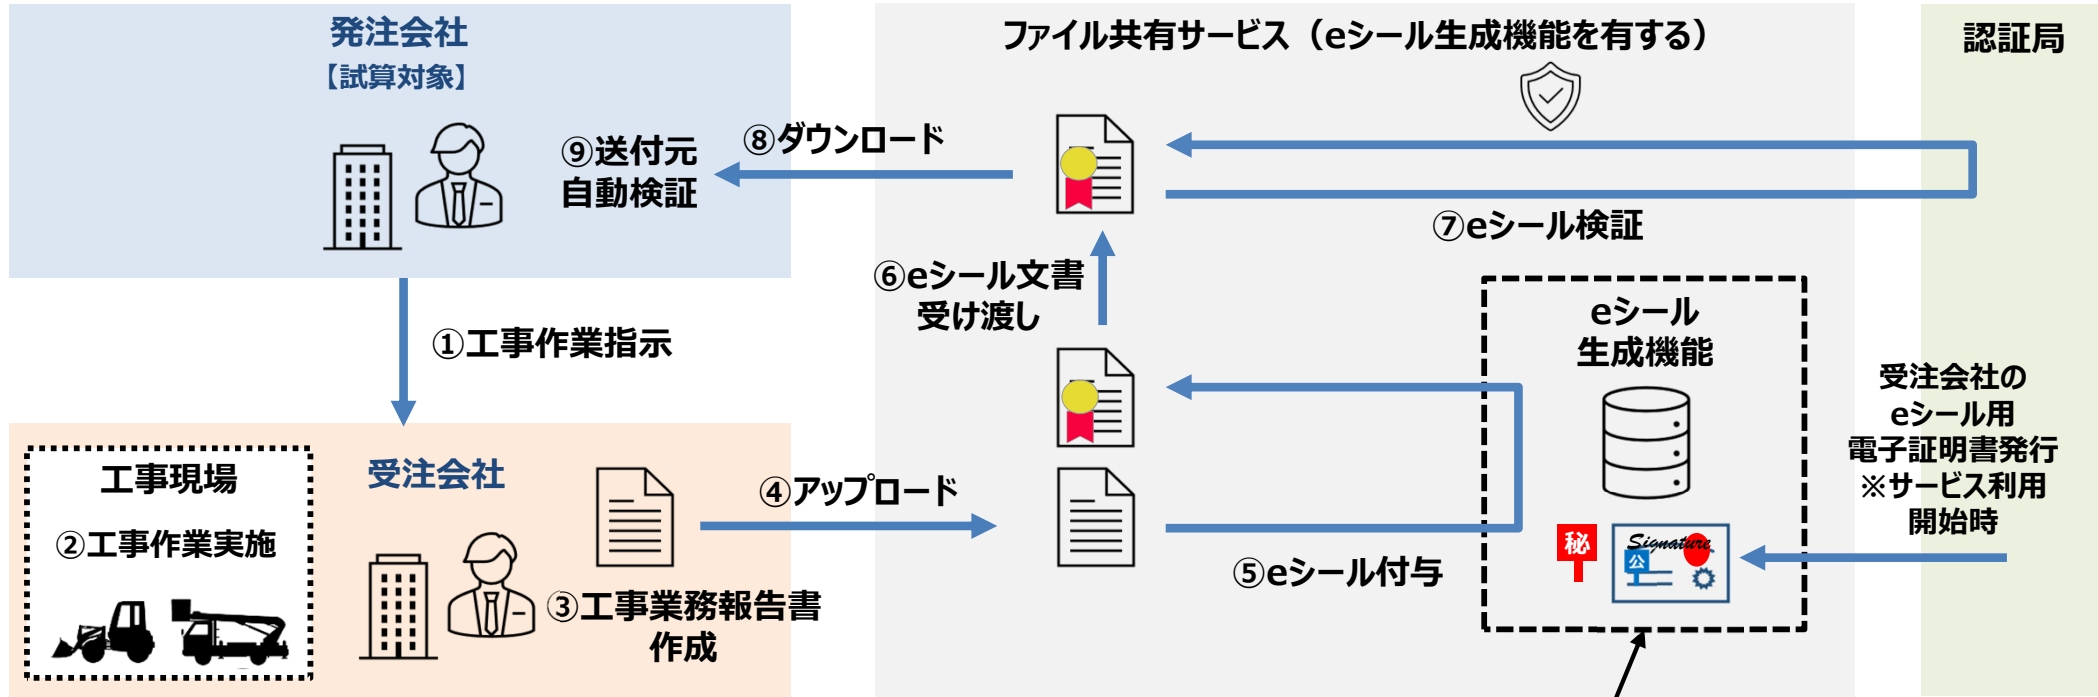 発注会社
【試算対象】
⑨送付元
自動検証
⑧ダウンロード
①工事作業指示
工事現場
②工事作業実施
受注会社
③工事業務報告書
作成
④アップロード
ファイル共有サービス（eシール生成機能を有する）
⑦eシール検証
⑥eシール文書
受け渡し
⑤eシール付与
eシール
生成機能
秘
Signature
公
認証局
受注会社の
eシール用
電子証明書発行
※サービス利用
開始時